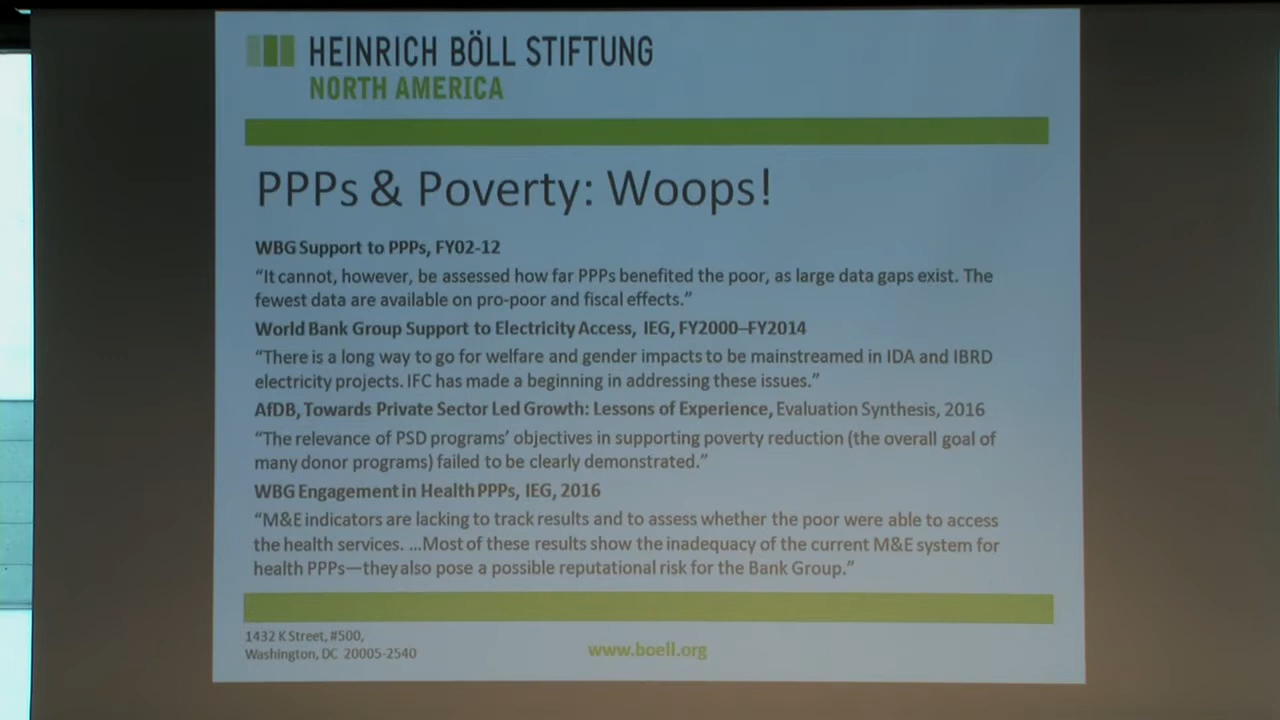 HEINRICH BÖLL STIFTUNG
NORTH AMERICA
PPPs & Poverty: Woops!
WBG Support to PPPs, FY02-12
“It cannot, however, be assessed how far PPPs benefited the poor, as large data gaps exist. The
fewest data are available on pro-poor and fiscal effects.”
World Bank Group Support to Electricity Access, IEG, FY2000–FY2014
“There is a long way to go for welfare and gender impacts to be mainstreamed in IDA and IBRD
electricity projects. IFC has made a beginning in addressing these issues.”
AfDB, Towards Private Sector Led Growth: Lessons of Experience, Evaluation Synthesis, 2016
“The relevance of PSD programs’ objectives in supporting poverty reduction (the overall goal of
many donor programs) failed to be clearly demonstrated.”
WBG Engagement in Health PPPs, IEG, 2016
“M&E indicators are lacking to track results and to assess whether the poor were able to access
the health services. …Most of these results show the inadequacy of the current M&E system for
health PPPs—they also pose a possible reputational risk for the Bank Group.”
1432 K Street, #500,
Washington, DC 20005-2540
www.boell.org